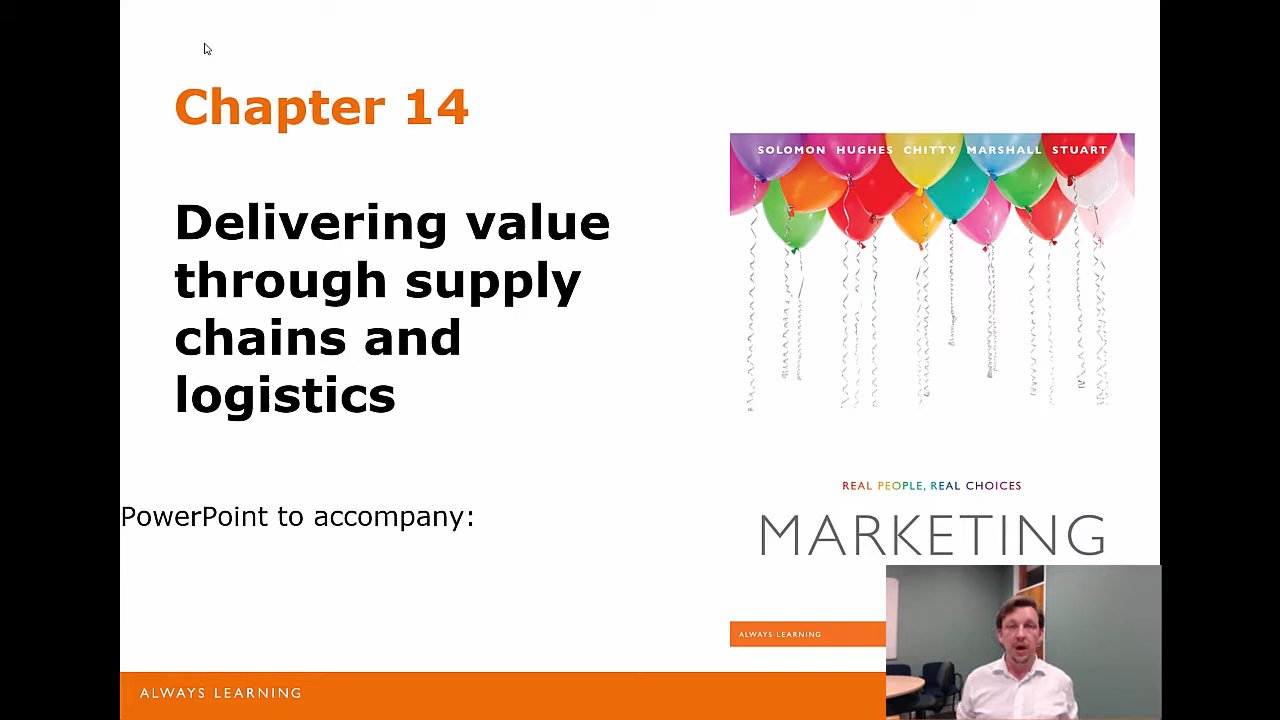 Chapter 14
Delivering value
through supply
chains and
logistics
PowerPoint to accompany:
SOLOMON HUGHES CHITTY MARSHALL STUART
REAL PEOPLE, REAL CHOICES
MARKETING
ALWAYS LEARNING
ALWAYS LEARNING